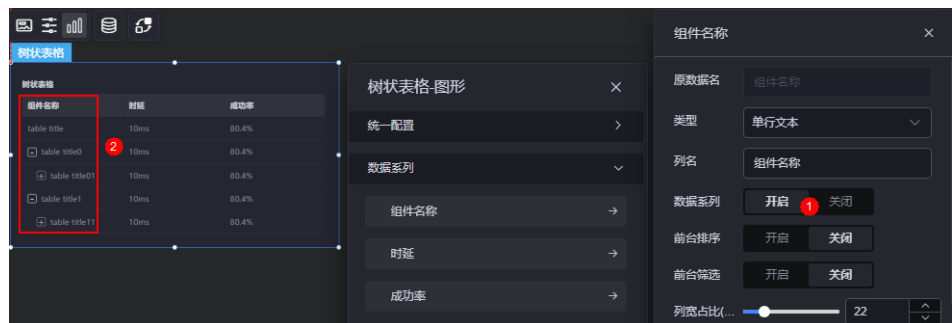 树状表格
树状表格
组件名称 时延 成功率
table title 10ms 80.4%
table title0 10ms 80.4%
table title01 10ms 80.4%
table title1 10ms 80.4%
table title11 10ms 80.4%
2
树状表格-图形
统一配置
数据系列
组件名称
时延
成功率
组件名称
原数据名 组件名称
类型 单行文本
列名 组件名称
数据系列 开启 1 关闭
前台排序 开启 关闭
前台筛选 开启 关闭
列宽占比(... 22